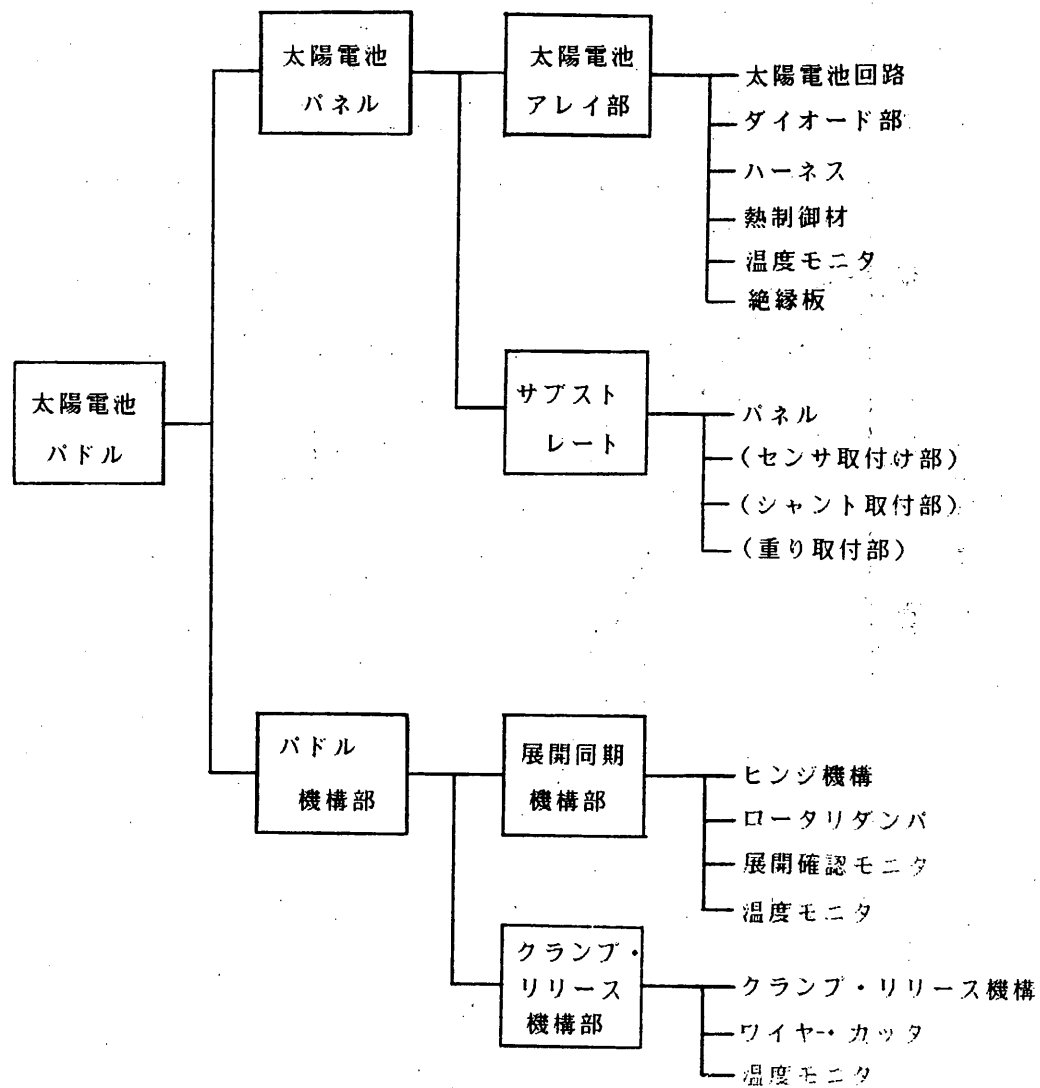 太陽電池
パネル
太陽電池
アレイ部
太陽電池回路
ダイオード部
ハーネス
熱制御材
温度モニタ
絶縁板
太陽電池
パドル
サブスト
レート
パネル
(センサ取付け部)
(シャント取付部)
(重り取付部)
パドル
機構部
展開同期
機構部
ヒンジ機構
ロータリダンパ
展開確認モニタ
温度モニタ
クランプ・
リリース
機構部
クランプ・リリース機構
ワイヤ・カッタ
温度モニタ